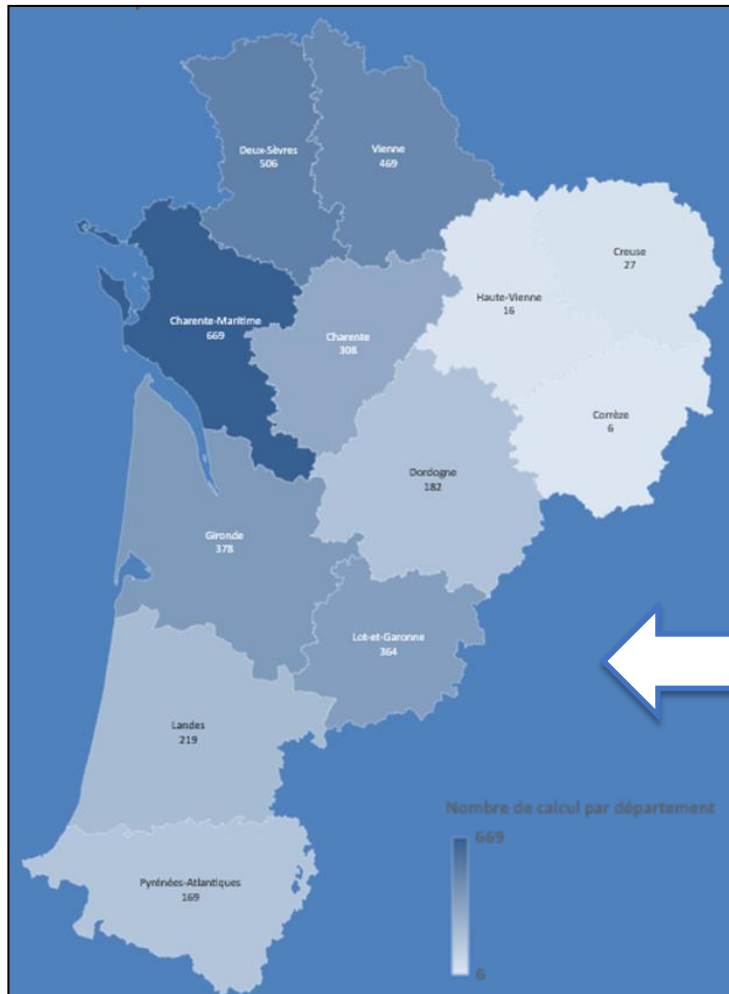 Deux-Sèvres
506
Vienne
469
Creuse
27
Haute-Vienne
16
Charente-Maritime
669
Charente
308
Corrèze
6
Dordogne
182
Gironde
378
Lot-et-Garonne
364
Landes
219
Nombre de calcul par département
669
6
Pyrénées-Atlantiques
169